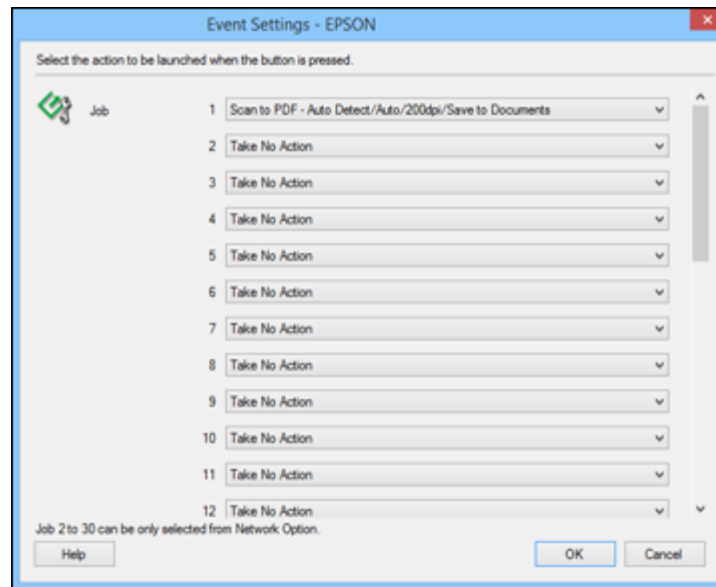 Event Settings - EPSON
Select the action to be launched when the button is pressed.
Job 1 Scan to PDF - Auto Detect/Auto/200dpi/Save to Documents
2 Take No Action
3 Take No Action
4 Take No Action
5 Take No Action
6 Take No Action
7 Take No Action
8 Take No Action
9 Take No Action
10 Take No Action
11 Take No Action
12 Take No Action
Job 2 to 30 can be only selected from Network Option.
Help OK Cancel